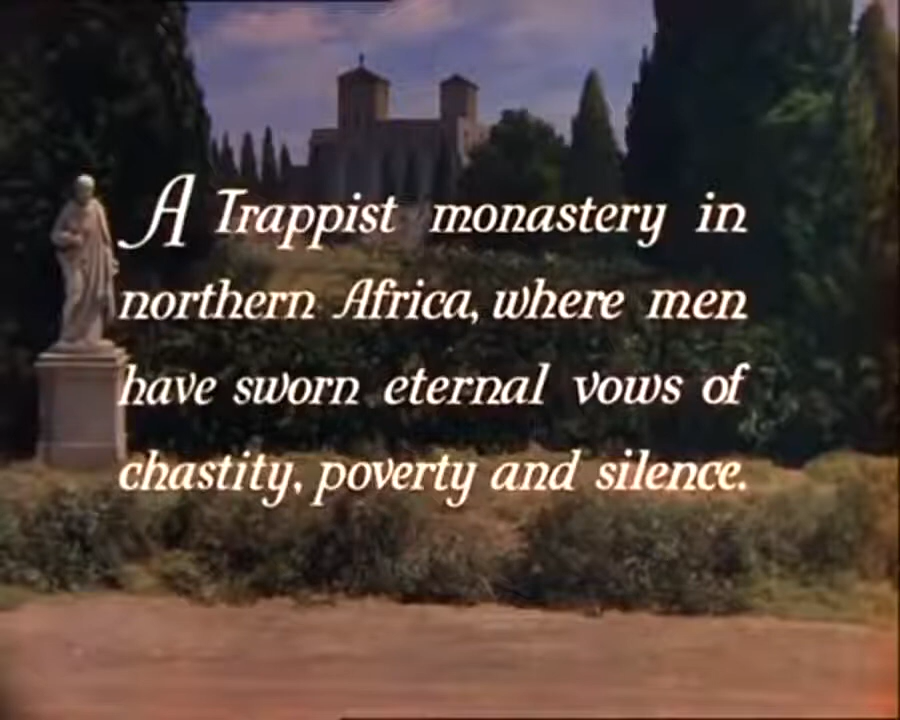 A Trappist monastery in
northern Africa, where men
have sworn eternal vows of
chastity, poverty and silence.